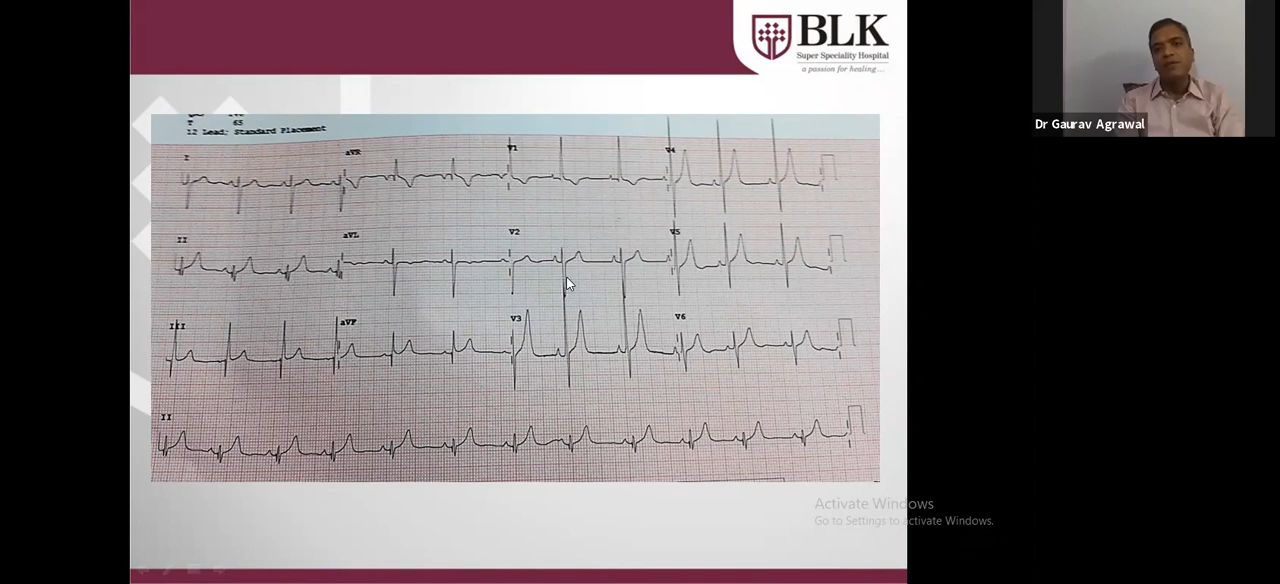 BLK
Super Speciality Hospital
a passion for healing...
Dr Gaurav Agrawal
T 65
12 Lead; Standard Placement
I aVR V1 V4
II aVL V2 V5
III aVF V3 V6
II
Activate Windows
Go to Settings to activate Windows.